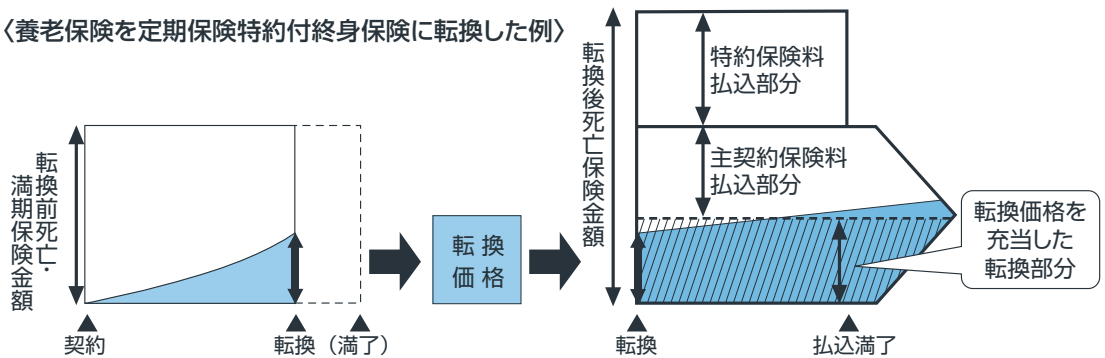 〈養老保険を定期保険特約付終身保険に転換した例〉
転換前死亡・
満期保険金額
契約
転換
（満了）
転換
価格
転換後死亡保険金額
特約保険料
払込部分
主契約保険料
払込部分
転換価格を
充当した
転換部分
転換
払込満了